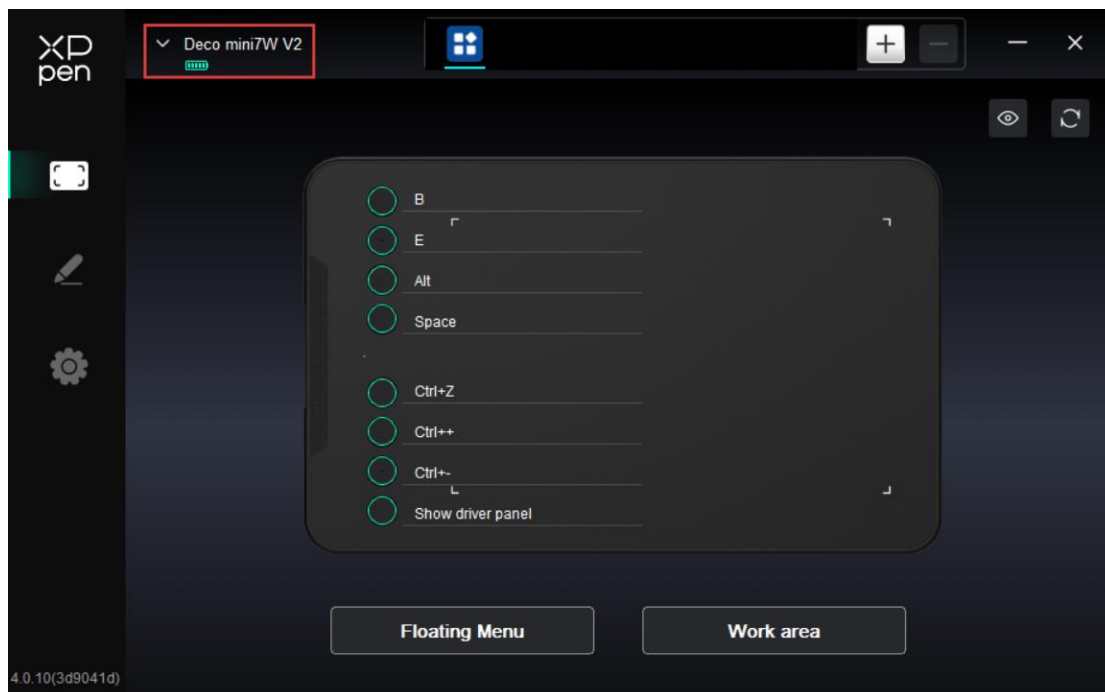 XP
pen
Deco mini7W V2
B
E
Alt
Space
Ctrl+Z
Ctrl++
Ctrl+-
Show driver panel
Floating Menu
Work area
4.0.10(3d9041d)